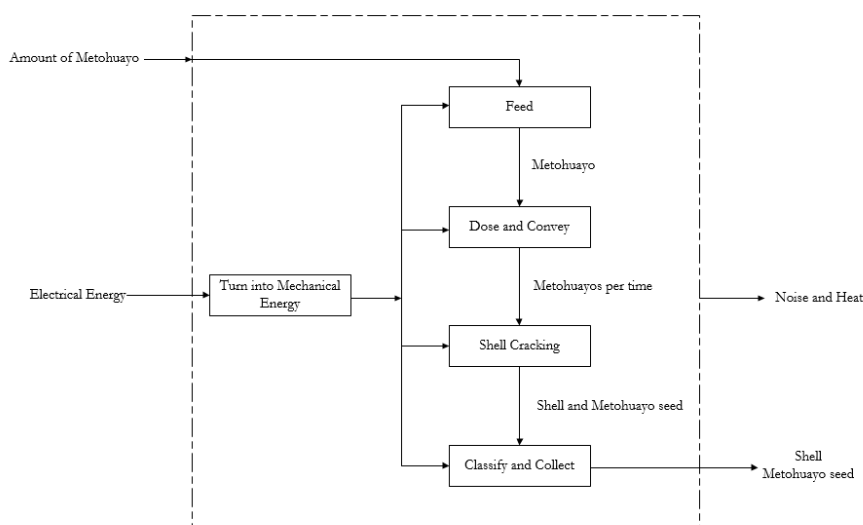 Amount of Metohuayo
Feed
Metohuayo
Dose and Convey
Metohuayos per time
Electrical Energy
Turn into Mechanical
Energy
Noise and Heat
Shell Cracking
Shell and Metohuayo seed
Classify and Collect
Shell
Metohuayo seed